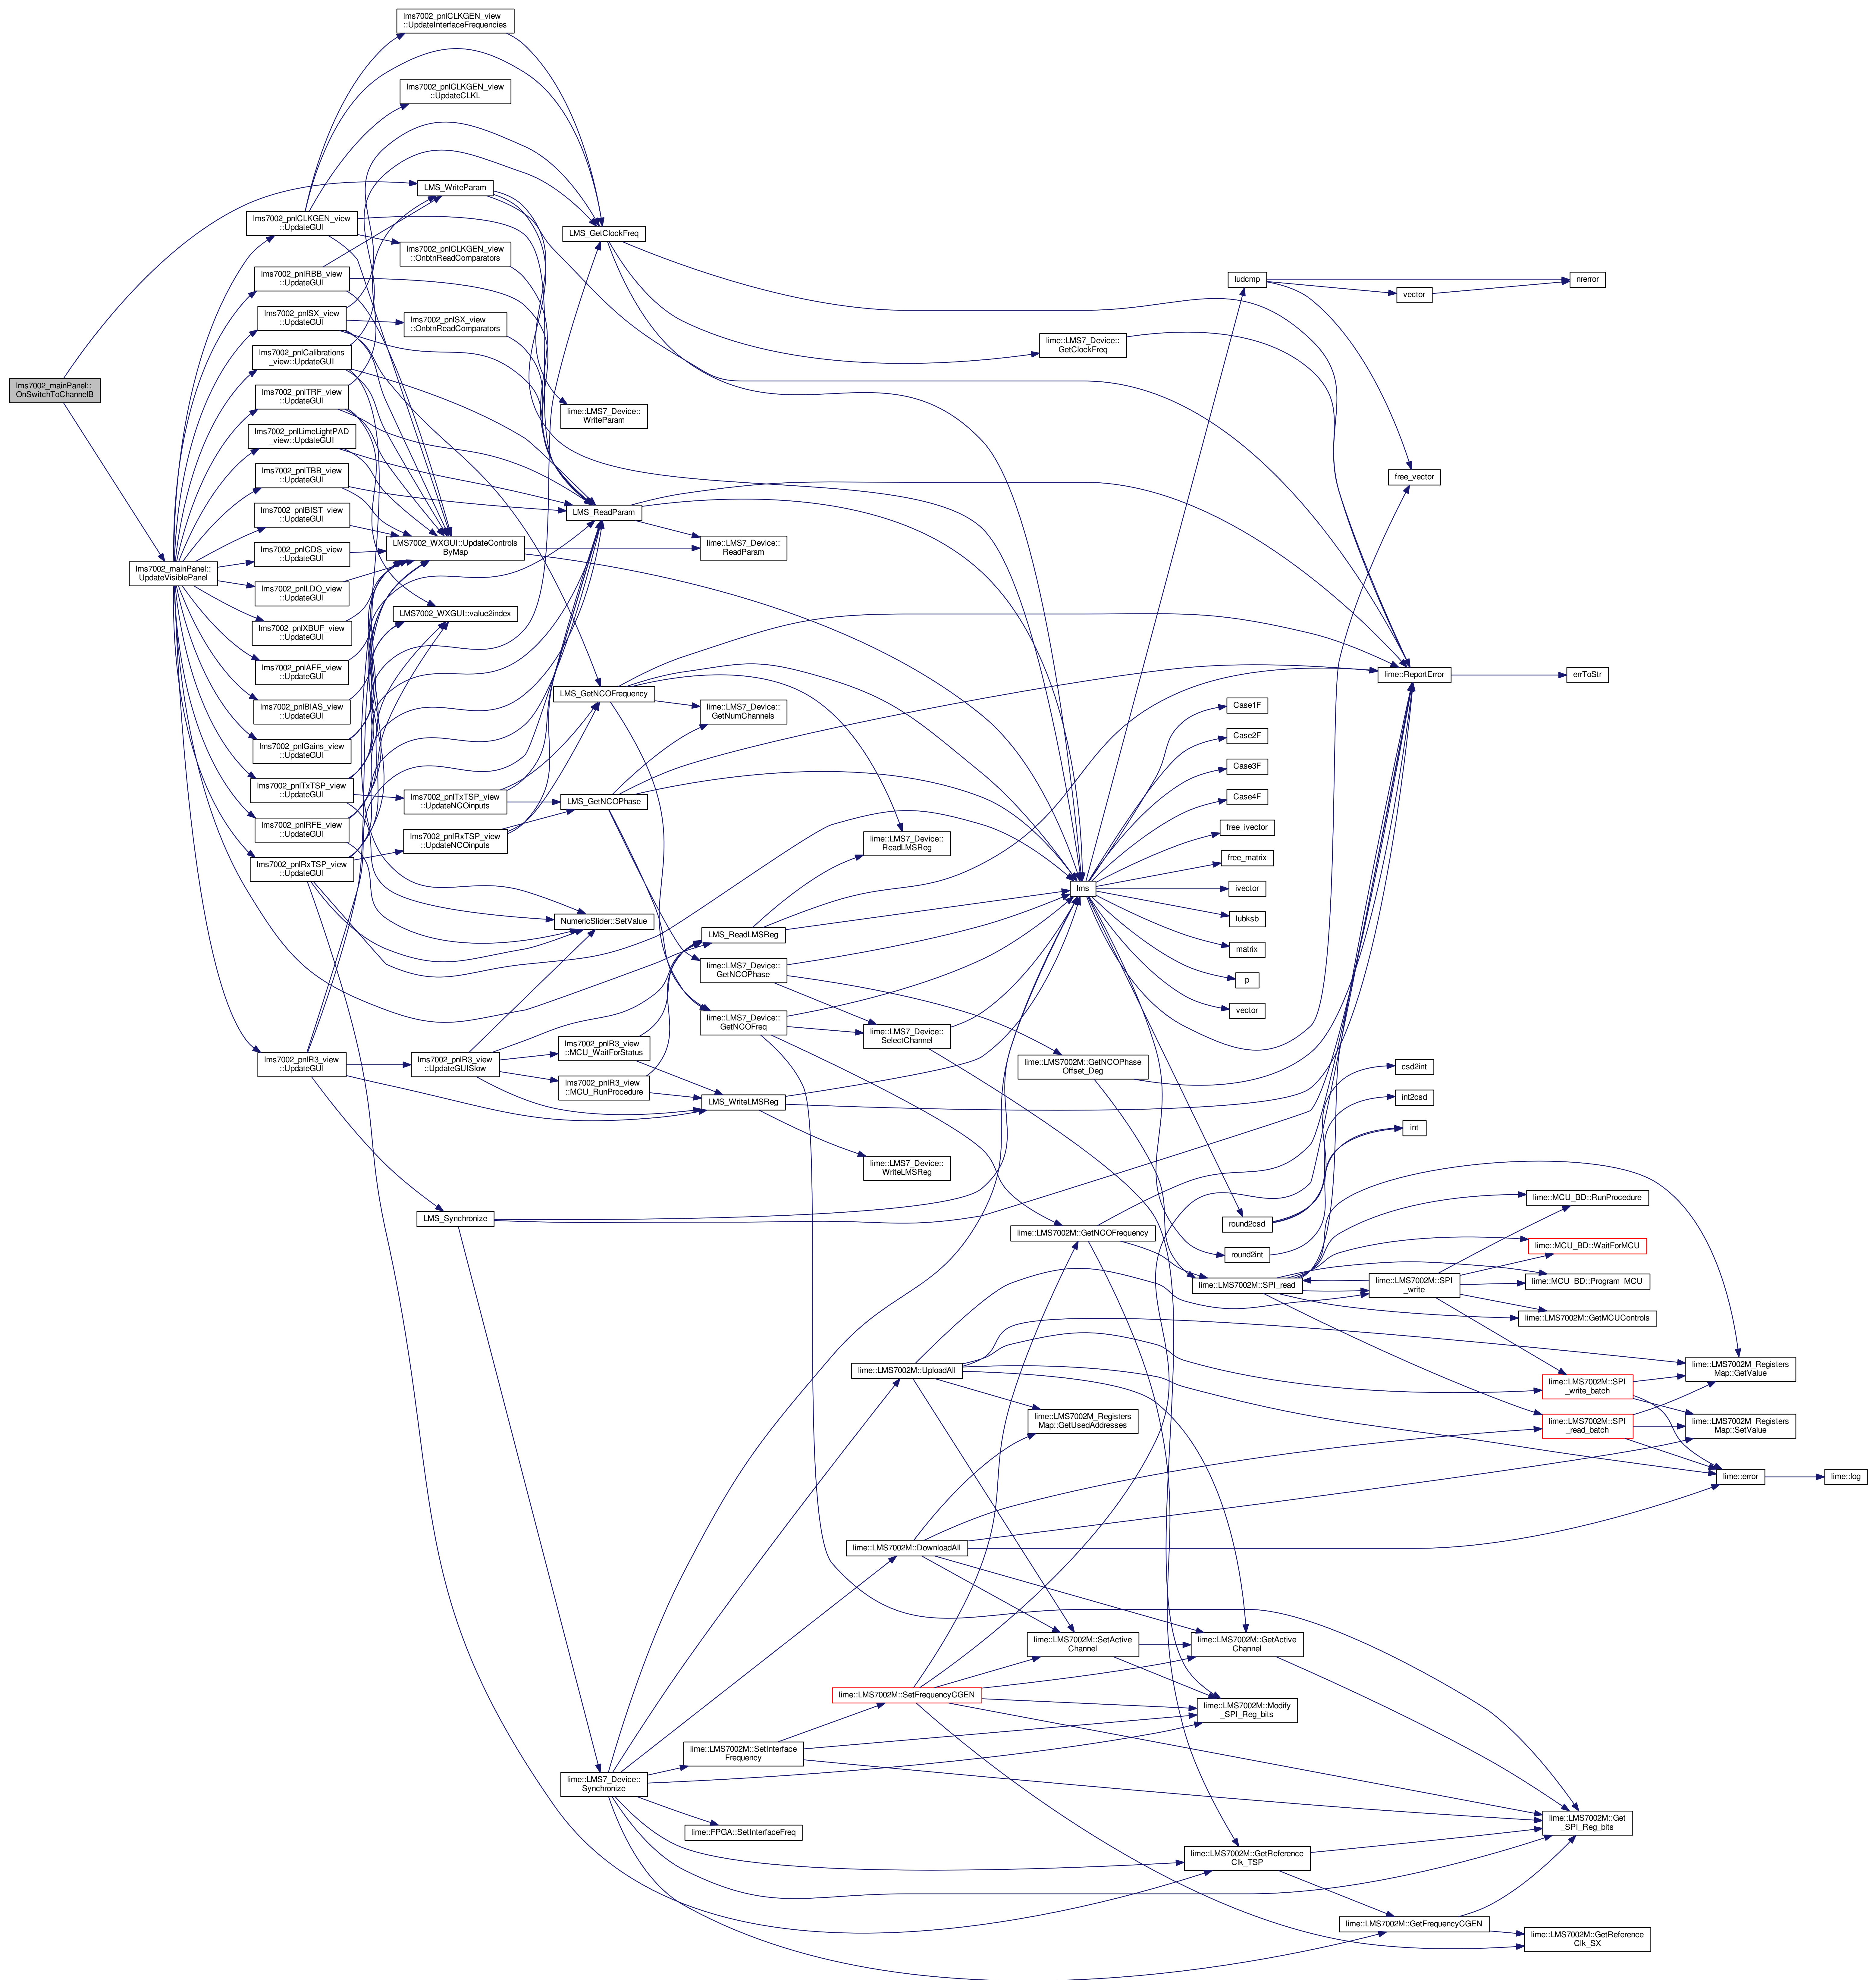 lms7002_mainPanel::
OnSwitchToChannelB
lms7002_mainPanel::
UpdateVisiblePanel
lms7002_pnlCLKGEN_view
::UpdateGUI
lms7002_pnlRBB_view
::UpdateGUI
lms7002_pnlSX_view
::UpdateGUI
lms7002_pnlCalibrations
_view::UpdateGUI
lms7002_pnlTRF_view
::UpdateGUI
lms7002_pnlLimeLightPAD
_view::UpdateGUI
lms7002_pnlTBB_view
::UpdateGUI
lms7002_pnlBIST_view
::UpdateGUI
lms7002_pnlCDS_view
::UpdateGUI
lms7002_pnlLDO_view
::UpdateGUI
lms7002_pnlXBUF_view
::UpdateGUI
lms7002_pnlAFE_view
::UpdateGUI
lms7002_pnlBIAS_view
::UpdateGUI
lms7002_pnlGains_view
::UpdateGUI
lms7002_pnlTxTSP_view
::UpdateGUI
lms7002_pnlRFE_view
::UpdateGUI
lms7002_pnlRxTSP_view
::UpdateGUI
lms7002_pnlR3_view
::UpdateGUI
lms7002_pnlCLKGEN_view
::UpdateInterfaceFrequencies
lms7002_pnlCLKGEN_view
::UpdateCLKL
LMS_WriteParam
lms7002_pnlCLKGEN_view
::OnbtnReadComparators
lms7002_pnlSX_view
::OnbtnReadComparators
LMS7002_WXGUI::UpdateControls
ByMap
LMS7002_WXGUI::value2index
lms7002_pnlTxTSP_view
::UpdateNCOinputs
lms7002_pnlRxTSP_view
::UpdateNCOinputs
lms7002_pnlR3_view
::UpdateGUISlow
LMS_Synchronize
LMS_GetClockFreq
lime::LMS7_Device::
WriteParam
LMS_ReadParam
LMS_GetNCOFrequency
LMS_GetNCOPhase
NumericSlider::SetValue
lms7002_pnlR3_view
::MCU_WaitForStatus
lms7002_pnlR3_view
::MCU_RunProcedure
lime::LMS7_Device::
Synchronize
lime::LMS7_Device::
ReadParam
lime::LMS7_Device::
GetNumChannels
LMS_ReadLMSReg
lime::LMS7_Device::
GetNCOPhase
lime::LMS7_Device::
GetNCOFreq
LMS_WriteLMSReg
lime::LMS7002M::SetInterface
Frequency
lime::FPGA::SetInterfaceFreq
lime::LMS7_Device::
ReadLMSReg
lime::LMS7_Device::
SelectChannel
lime::LMS7_Device::
WriteLMSReg
lime::LMS7002M::UploadAll
lime::LMS7002M::DownloadAll
lime::LMS7002M::SetFrequencyCGEN
lime::LMS7_Device::
GetClockFreq
lms
lime::LMS7002M::GetNCOPhase
Offset_Deg
lime::LMS7002M::GetNCOFrequency
lime::LMS7002M_Registers
Map::GetUsedAddresses
lime::LMS7002M::SetActive
Channel
ludcmp
Case1F
Case2F
Case3F
Case4F
free_ivector
free_matrix
ivector
lubksb
matrix
p
vector
round2csd
round2int
lime::LMS7002M::SPI_read
lime::LMS7002M::GetActive
Channel
lime::LMS7002M::Modify
_SPI_Reg_bits
lime::LMS7002M::GetReference
Clk_TSP
vector
free_vector
lime::ReportError
csd2int
int2csd
int
lime::LMS7002M::SPI
_write
lime::LMS7002M::GetFrequencyCGEN
nrerror
errToStr
lime::MCU_BD::RunProcedure
lime::MCU_BD::WaitForMCU
lime::MCU_BD::Program_MCU
lime::LMS7002M::GetMCUControls
lime::LMS7002M::SPI
_write_batch
lime::LMS7002M::SPI
_read_batch
lime::LMS7002M::Get
_SPI_Reg_bits
lime::LMS7002M::GetReference
Clk_SX
lime::LMS7002M_Registers
Map::GetValue
lime::LMS7002M_Registers
Map::SetValue
lime::error
lime::log